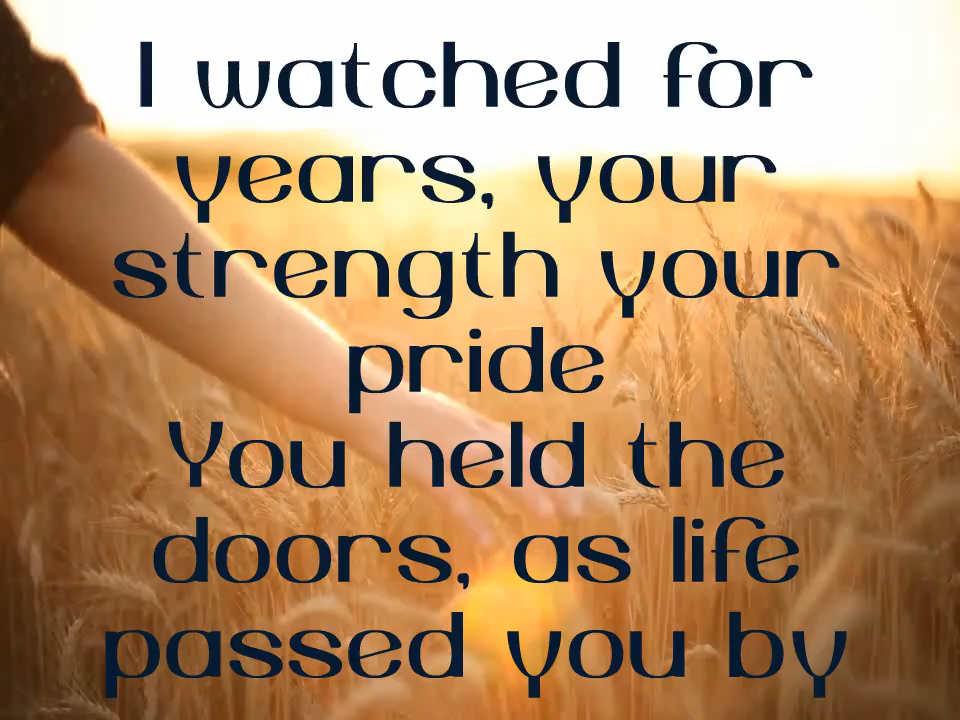 I watched for
years, your
strength your
pride
You held the
doors, as life
passed you by